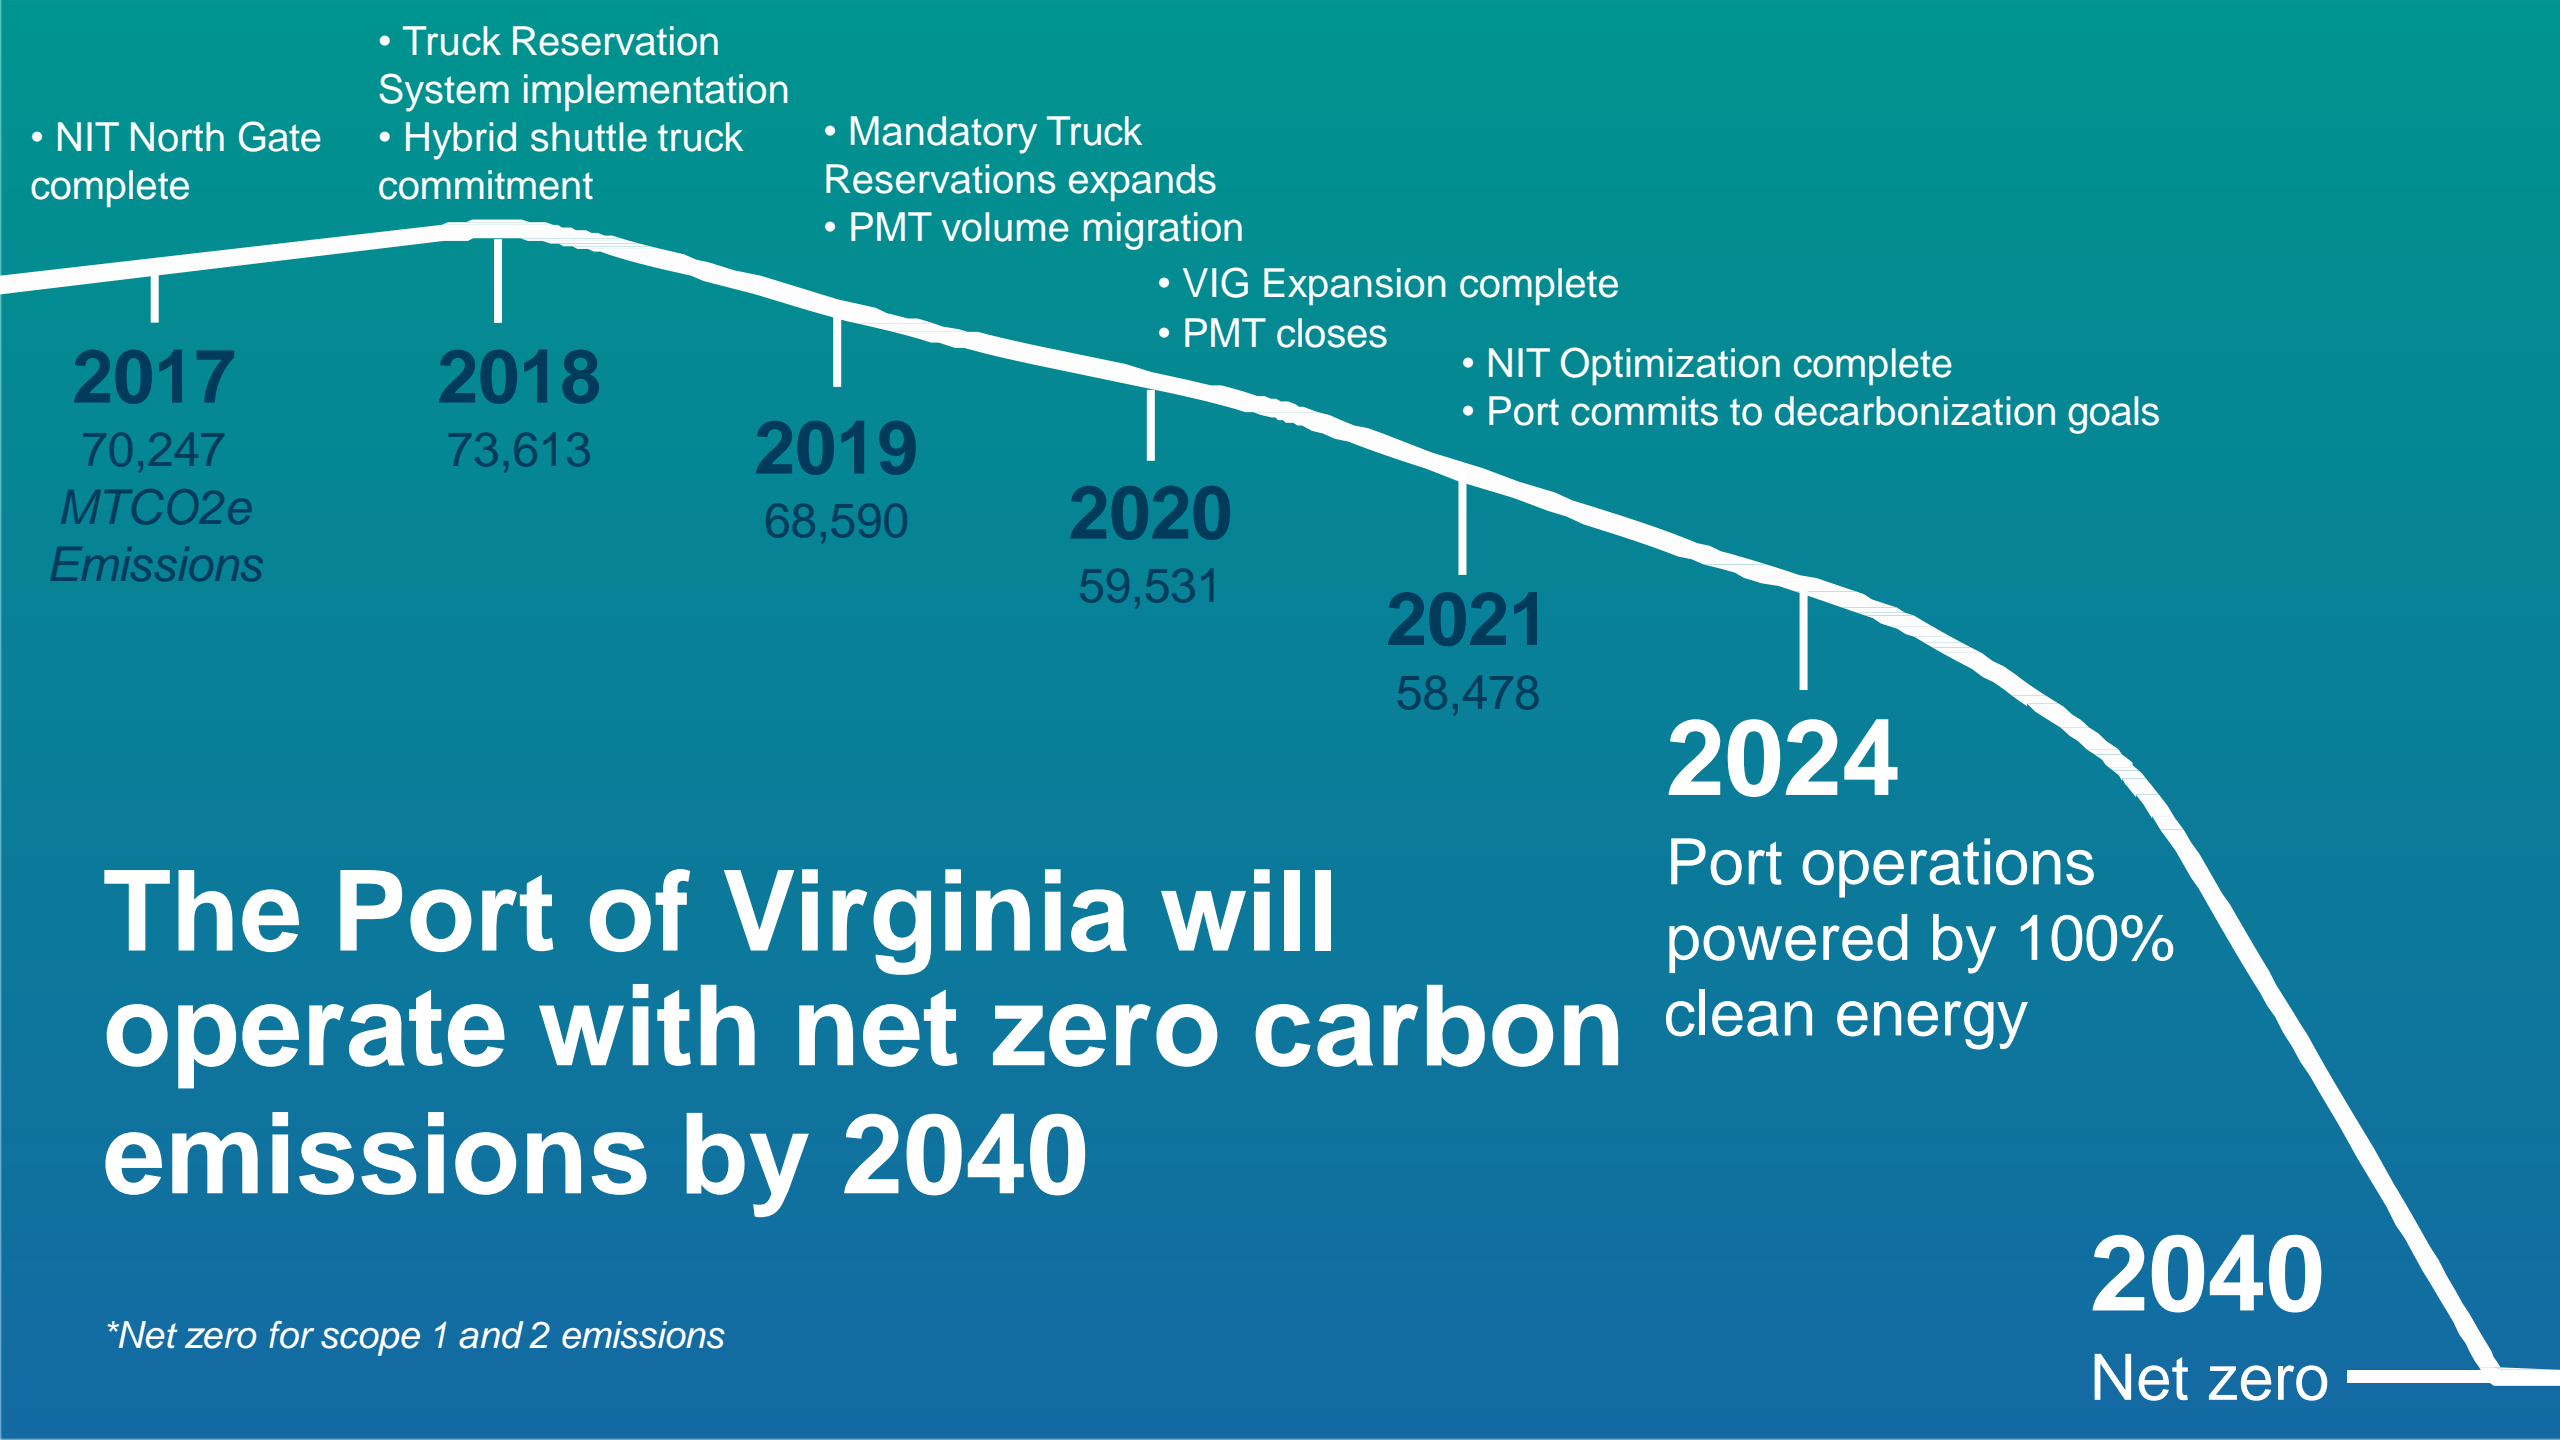 • NIT North Gate
complete
• Truck Reservation
System implementation
• Hybrid shuttle truck
commitment
• Mandatory Truck
Reservations expands
• PMT volume migration
• VIG Expansion complete
• PMT closes
• NIT Optimization complete
• Port commits to decarbonization goals
2017
70,247
MTCO2e
Emissions
2018
73,613
2019
68,590
2020
59,531
2021
58,478
2024
Port operations
powered by 100%
clean energy
The Port of Virginia will
operate with net zero carbon
emissions by 2040
2040
Net zero
*Net zero for scope 1 and 2 emissions